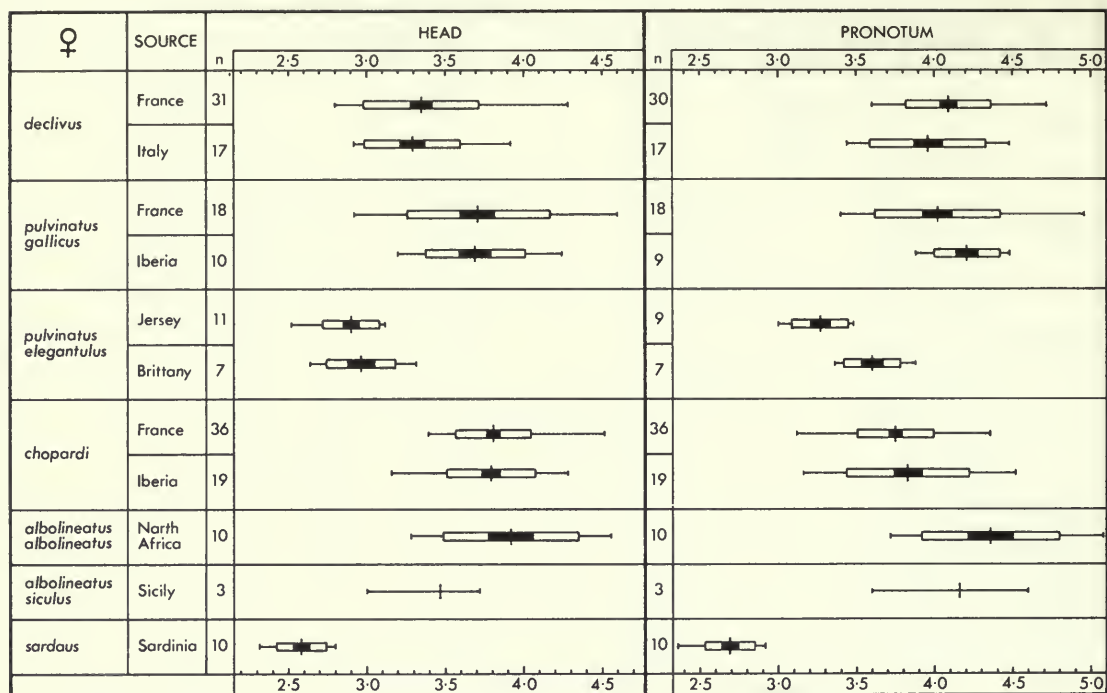 ♀ SOURCE HEAD PRONOTUM
n 2·5 3·0 3·5 4·0 4·5 n 2·5 3·0 3·5 4·0 4·5 5·0
declivus
France 31 30
Italy 17 17
pulvinatus
gallicus
France 18 18
Iberia 10 9
pulvinatus
elegantulus
Jersey 11 9
Brittany 7 7
chopardi
France 36 36
Iberia 19 19
albolineatus
albolineatus
Narth
Africa
10 10
albolineatus
siculus
Sicily 3 3
sardaus Sardinia 10 10
2·5 3·0 3·5 4·0 4·5 2·5 3·0 3·5 4·0 4·5 5·0